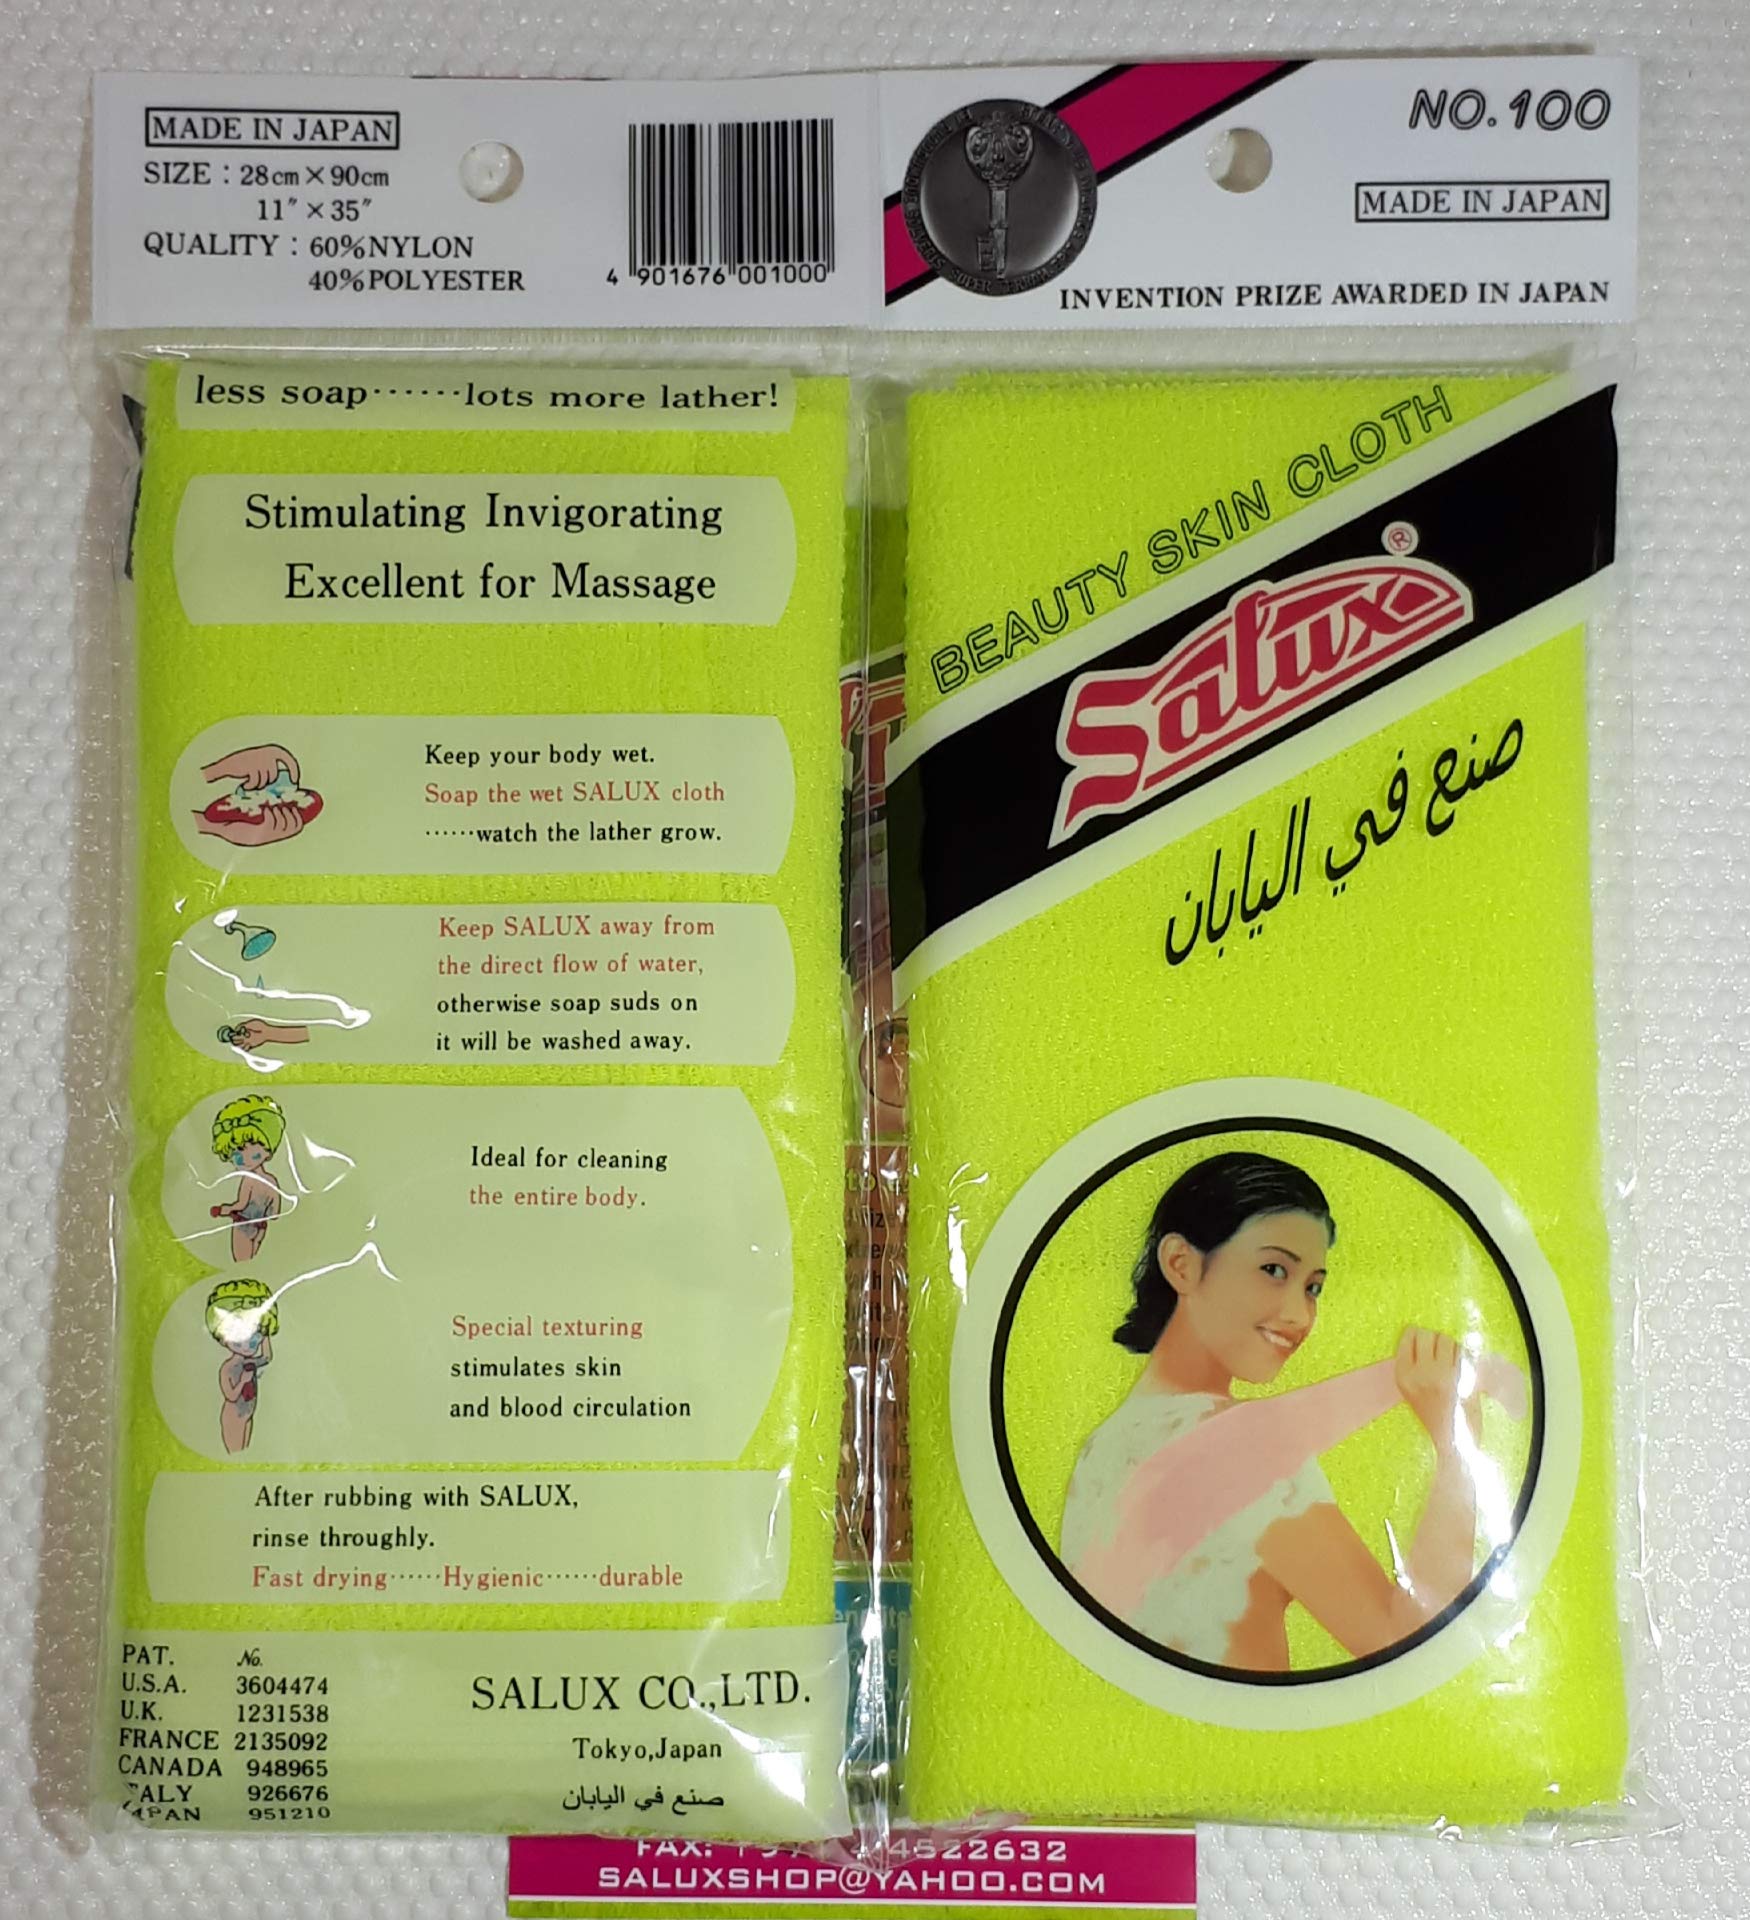 MADE IN JAPAN
SIZE : 28cm × 90cm
11″ × 35″
QUALITY : 60%NYLON
40%POLYESTER
4 901676 001000
less soap······lots more lather!
Stimulating Invigorating
Excellent for Massage
Keep your body wet.
Soap the wet SALUX cloth
······watch the lather grow.
Keep SALUX away from
the direct flow of water,
otherwise soap suds on
it will be washed away.
Ideal for cleaning
the entire body.
Special texturing
stimulates skin
and blood circulation
After rubbing with SALUX,
rinse throughly.
Fast drying······Hygienic······durable
PAT. No.
U.S.A. 3604474
U.K. 1231538
FRANCE 2135092
CANADA 948965
ITALY 926676
JAPAN 951210
SALUX CO.,LTD.
Tokyo,Japan
صنع في اليابان
NO.100
MADE IN JAPAN
INVENTION PRIZE AWARDED IN JAPAN
BEAUTY SKIN CLOTH
Salux®
صنع في اليابان
FAX: 4522632
SALUXSHOP@YAHOO.COM